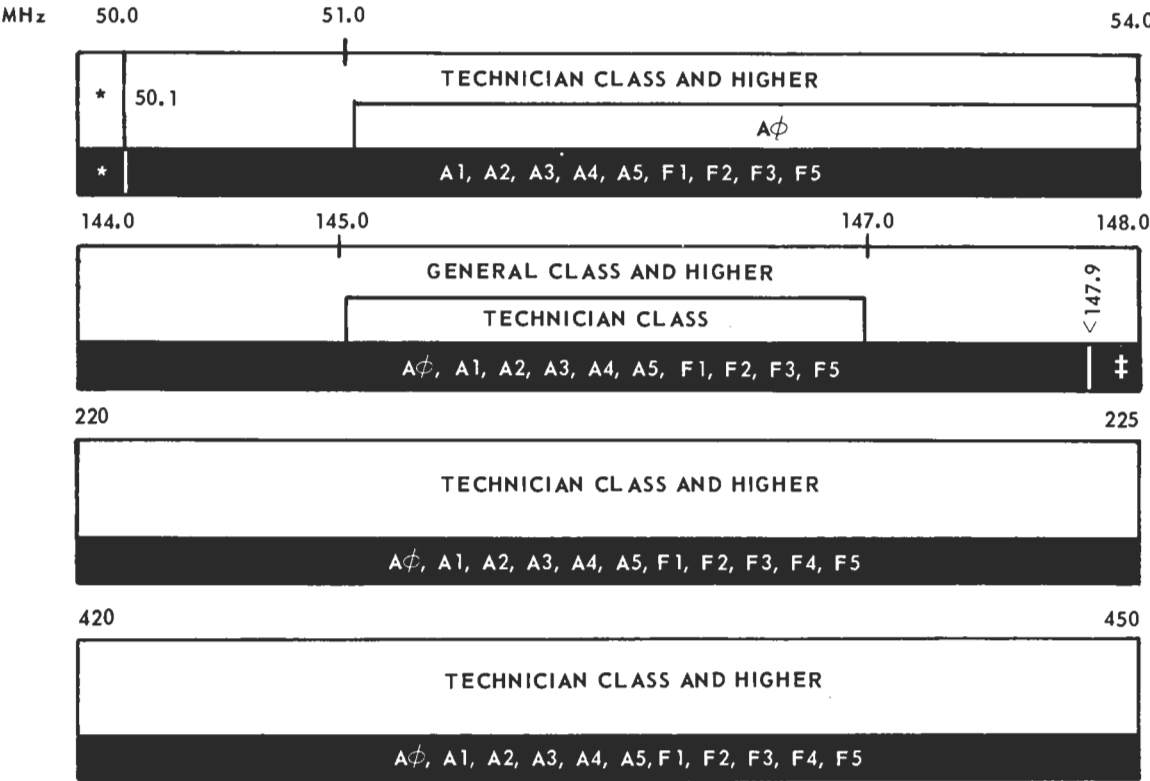 MHz 50.0 51.0 54.0
TECHNICIAN CLASS AND HIGHER
* 50.1
Aϕ
* A1, A2, A3, A4, A5, F1, F2, F3, F5
144.0 145.0 147.0 148.0
GENERAL CLASS AND HIGHER
<147.9
TECHNICIAN CLASS
Aϕ, A1, A2, A3, A4, A5, F1, F2, F3, F5 ‡
220 225
TECHNICIAN CLASS AND HIGHER
Aϕ, A1, A2, A3, A4, A5, F1, F2, F3, F4, F5
420 450
TECHNICIAN CLASS AND HIGHER
Aϕ, A1, A2, A3, A4, A5, F1, F2, F3, F4, F5